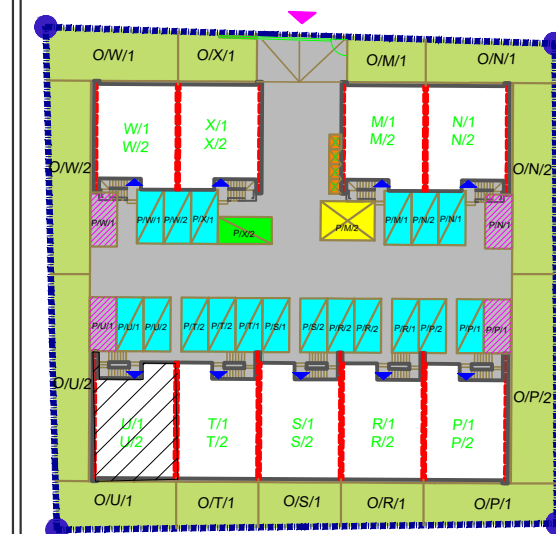 O/W/1
O/X/1
O/M/1
O/N/1
W/1
W/2
X/1
X/2
M/1
M/2
N/1
N/2
O/W/2
O/N/2
P/W/1
P/W/1
P/W/2
P/X/1
P/X/2
P/M/2
P/M/1
P/N/2
P/N/1
P/N/1
P/U/1
P/U/1
P/U/2
P/T/2
P/T/2
P/T/1
P/S/1
P/S/2
P/R/2
P/R/2
P/R/1
P/P/2
P/P/1
P/P/1
O/U/2
O/P/2
U/1
U/2
T/1
T/2
S/1
S/2
R/1
R/2
P/1
P/2
O/U/1
O/T/1
O/S/1
O/R/1
O/P/1